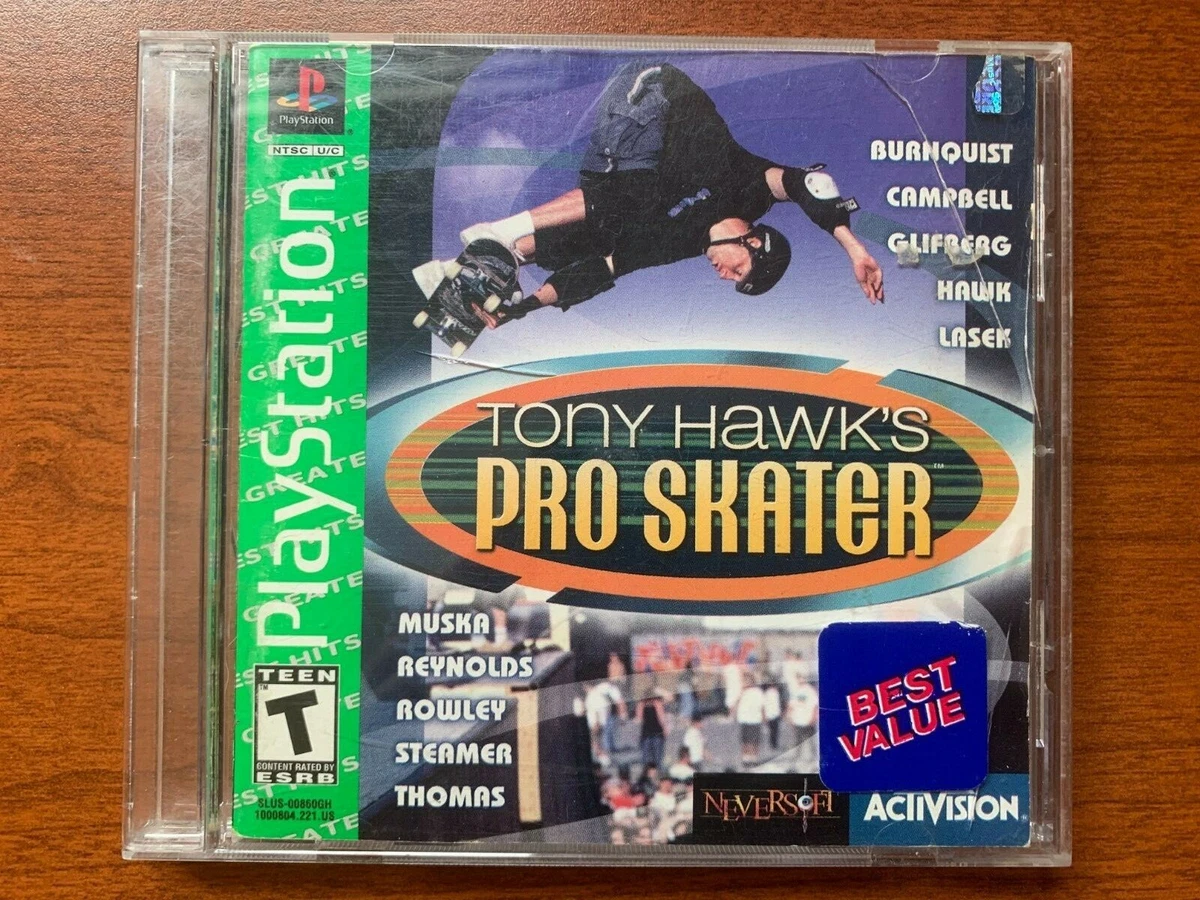 PlayStation
NTSC U/C
PlayStation
GREATEST HITS
TEEN
T
CONTENT RATED BY
ESRB
SLUS-00860GH
1000804.221.US
BURNQUIST
CAMPBELL
GLIFBERG
HAWK
LASEK
TONY HAWK'S
PRO SKATER™
MUSKA
REYNOLDS
ROWLEY
STEAMER
THOMAS
BEST
VALUE
NEVERSOFT
ACTIVISION